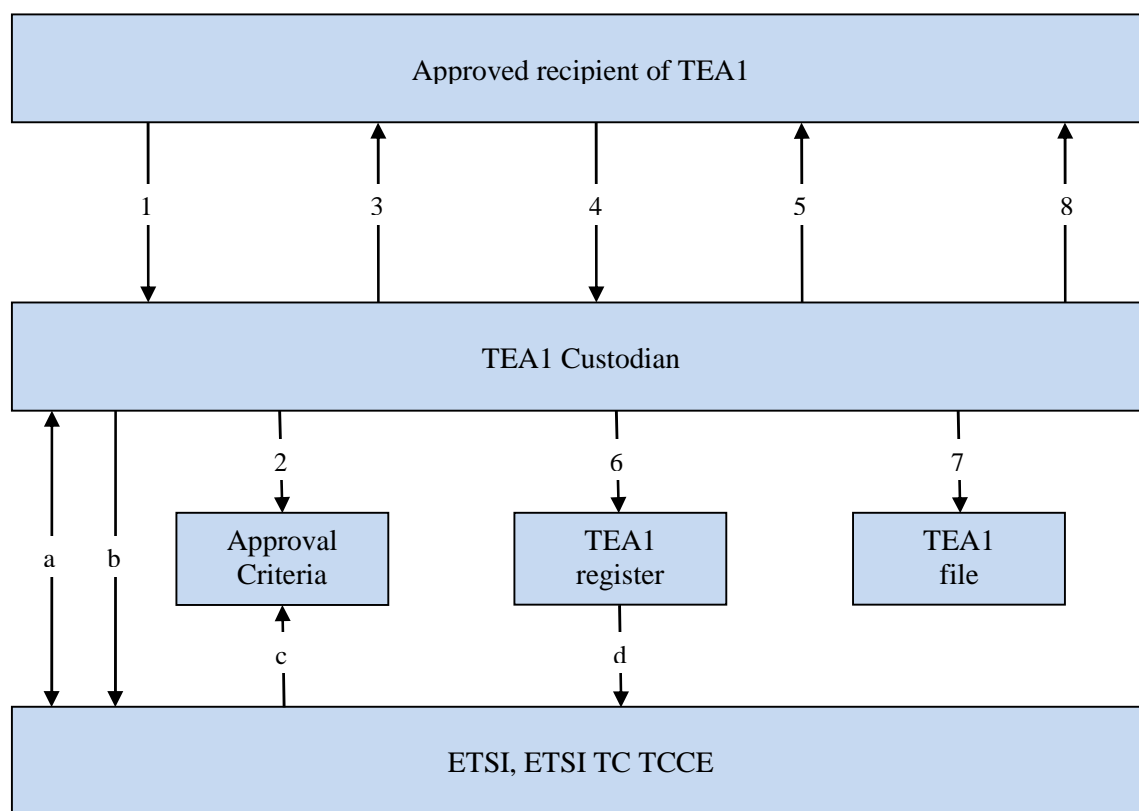 Approved recipient of TEA1
1 3 4 5 8
TEA1 Custodian
2 6 7
a b
Approval
Criteria
TEA1
register
TEA1
file
c d
ETSI, ETSI TC TCCE